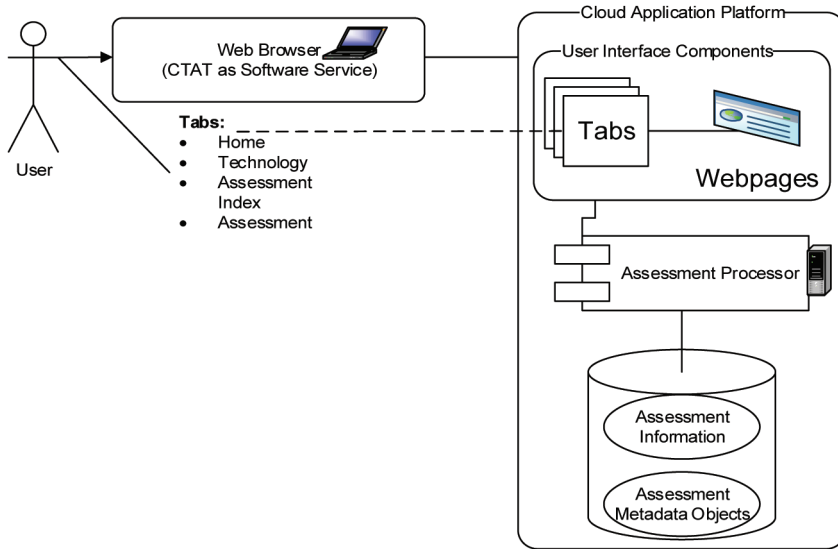 Cloud Application Platform
Web Browser
(CTAT as Software Service)
User Interface Components
Tabs
Webpages
User
Tabs:
• Home
• Technology
• Assessment
Index
• Assessment
Assessment Processor
Assessment
Information
Assessment
Metadata Objects